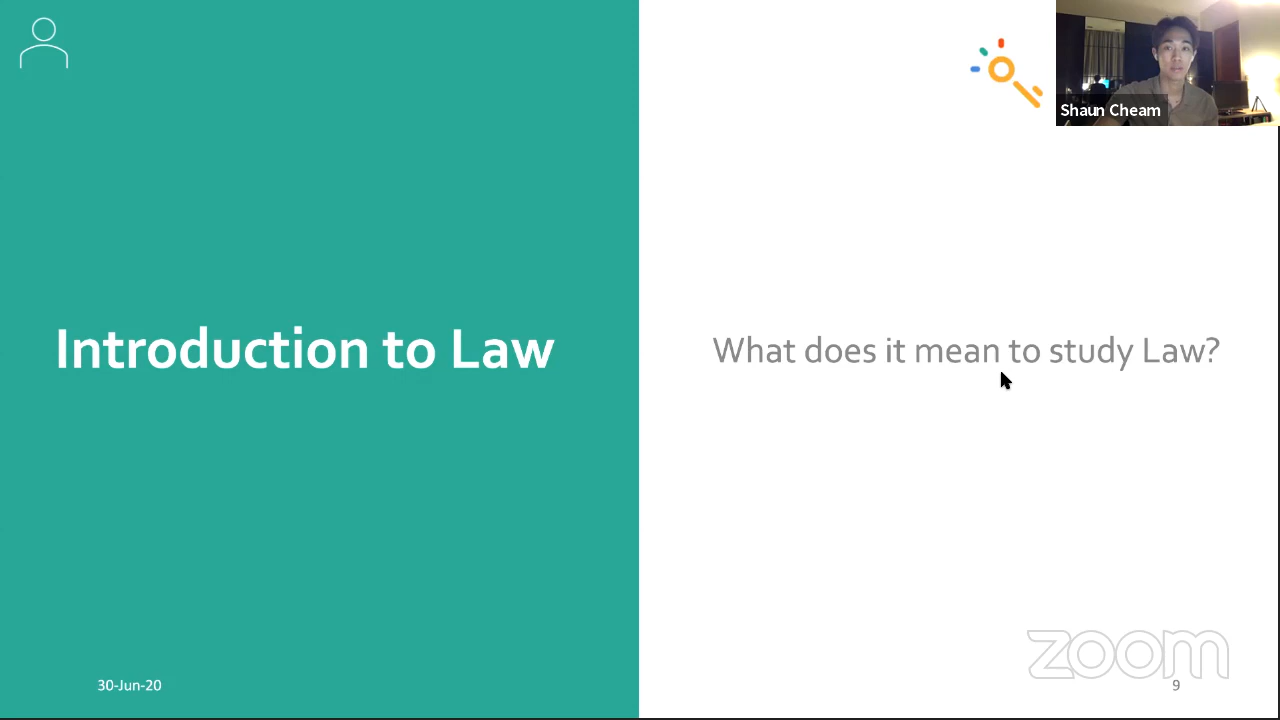 Shaun Cheam
Introduction to Law
What does it mean to study Law?
zoom
30-Jun-20
9